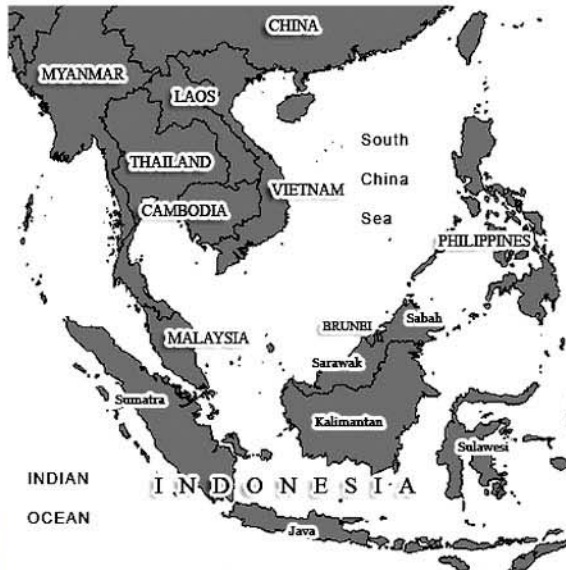 CHINA
MYANMAR
LAOS
South
THAILAND
China
VIETNAM
CAMBODIA
Sea
PHILIPPINES
Sabah
BRUNEI
MALAYSIA
Sarawak
Sumatra
Kalimantan
Sulawesi
INDIAN
INDONESIA
OCEAN
Java